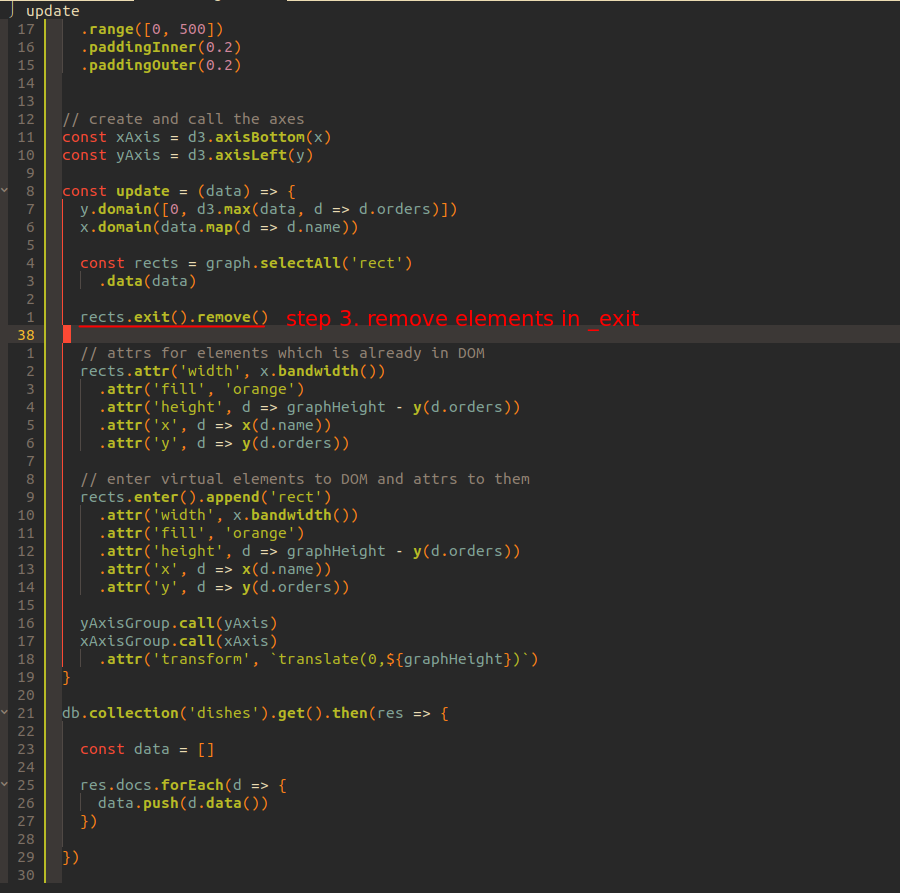 update
17 .range([0, 500])
16 .paddingInner(0.2)
15 .paddingOuter(0.2)
14
13
12 // create and call the axes
11 const xAxis = d3.axisBottom(x)
10 const yAxis = d3.axisLeft(y)
9
8 const update = (data) => {
7 y.domain([0, d3.max(data, d => d.orders)])
6 x.domain(data.map(d => d.name))
5
4 const rects = graph.selectAll('rect')
3 .data(data)
2
1 rects.exit().remove() step 3. remove elements in _exit
38
1 // attrs for elements which is already in DOM
2 rects.attr('width', x.bandwidth())
3 .attr('fill', 'orange')
4 .attr('height', d => graphHeight - y(d.orders))
5 .attr('x', d => x(d.name))
6 .attr('y', d => y(d.orders))
7
8 // enter virtual elements to DOM and attrs to them
9 rects.enter().append('rect')
10 .attr('width', x.bandwidth())
11 .attr('fill', 'orange')
12 .attr('height', d => graphHeight - y(d.orders))
13 .attr('x', d => x(d.name))
14 .attr('y', d => y(d.orders))
15
16 yAxisGroup.call(yAxis)
17 xAxisGroup.call(xAxis)
18 .attr('transform', `translate(0,${graphHeight})`)
19 }
20
21 db.collection('dishes').get().then(res => {
22
23 const data = []
24
25 res.docs.forEach(d => {
26 data.push(d.data())
27 })
28
29 })
30